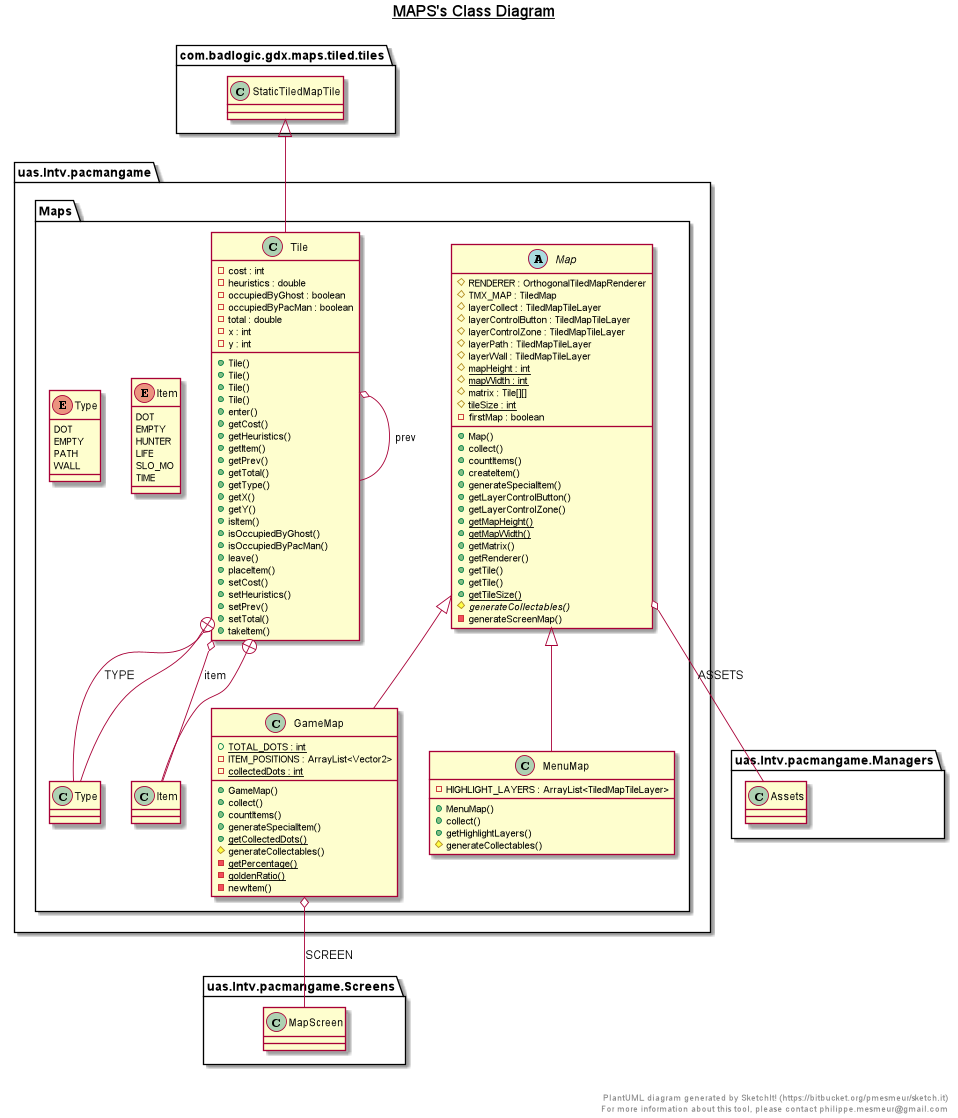 MAPS's Class Diagram
com.badlogic.gdx.maps.tiled.tiles
C StaticTiledMapTile
uas.lntv.pacmangame
Maps
C Tile
cost : int
heuristics : double
occupiedByGhost : boolean
occupiedByPacMan : boolean
total : double
x : int
y : int
Tile()
Tile()
Tile()
Tile()
enter()
getCost()
getHeuristics()
getItem()
getPrev()
getTotal()
getType()
getX()
getY()
isItem()
isOccupiedByGhost()
isOccupiedByPacMan()
leave()
placeItem()
setCost()
setHeuristics()
setPrev()
setTotal()
takeItem()
prev
A Map
RENDERER : OrthogonalTiledMapRenderer
TMX_MAP : TiledMap
layerCollect : TiledMapTileLayer
layerControlButton : TiledMapTileLayer
layerControlZone : TiledMapTileLayer
layerPath : TiledMapTileLayer
layerWall : TiledMapTileLayer
mapHeight : int
mapWidth : int
matrix : Tile[][]
tileSize : int
firstMap : boolean
Map()
collect()
countItems()
createItem()
generateSpecialItem()
getLayerControlButton()
getLayerControlZone()
getMapHeight()
getMapWidth()
getMatrix()
getRenderer()
getTile()
getTile()
getTileSize()
generateCollectables()
generateScreenMap()
E Type
DOT
EMPTY
PATH
WALL
E Item
DOT
EMPTY
HUNTER
LIFE
SLO_MO
TIME
TYPE
item
ASSETS
C Type
C Item
C GameMap
TOTAL_DOTS : int
ITEM_POSITIONS : ArrayList<Vector2>
collectedDots : int
GameMap()
collect()
countItems()
generateSpecialItem()
getCollectedDots()
generateCollectables()
getPercentage()
goldenRatio()
newItem()
C MenuMap
HIGHLIGHT_LAYERS : ArrayList<TiledMapTileLayer>
MenuMap()
collect()
getHighlightLayers()
generateCollectables()
uas.lntv.pacmangame.Managers
C Assets
SCREEN
uas.lntv.pacmangame.Screens
C MapScreen
PlantUML diagram generated by SketchIt! (https://bitbucket.org/pmesmeur/sketch.it)
For more information about this tool, please contact philippe.mesmeur@gmail.com